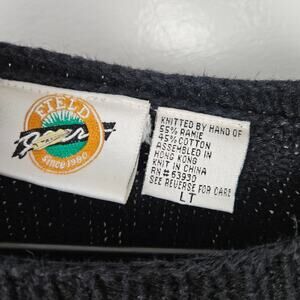 FIELD
Gear
Since 1980
KNITTED BY HAND OF
55% RAMIE
45% COTTON
ASSEMBLED IN
HONG KONG
KNIT IN CHINA
RN# 63930
SEE REVERSE FOR CARE
LT